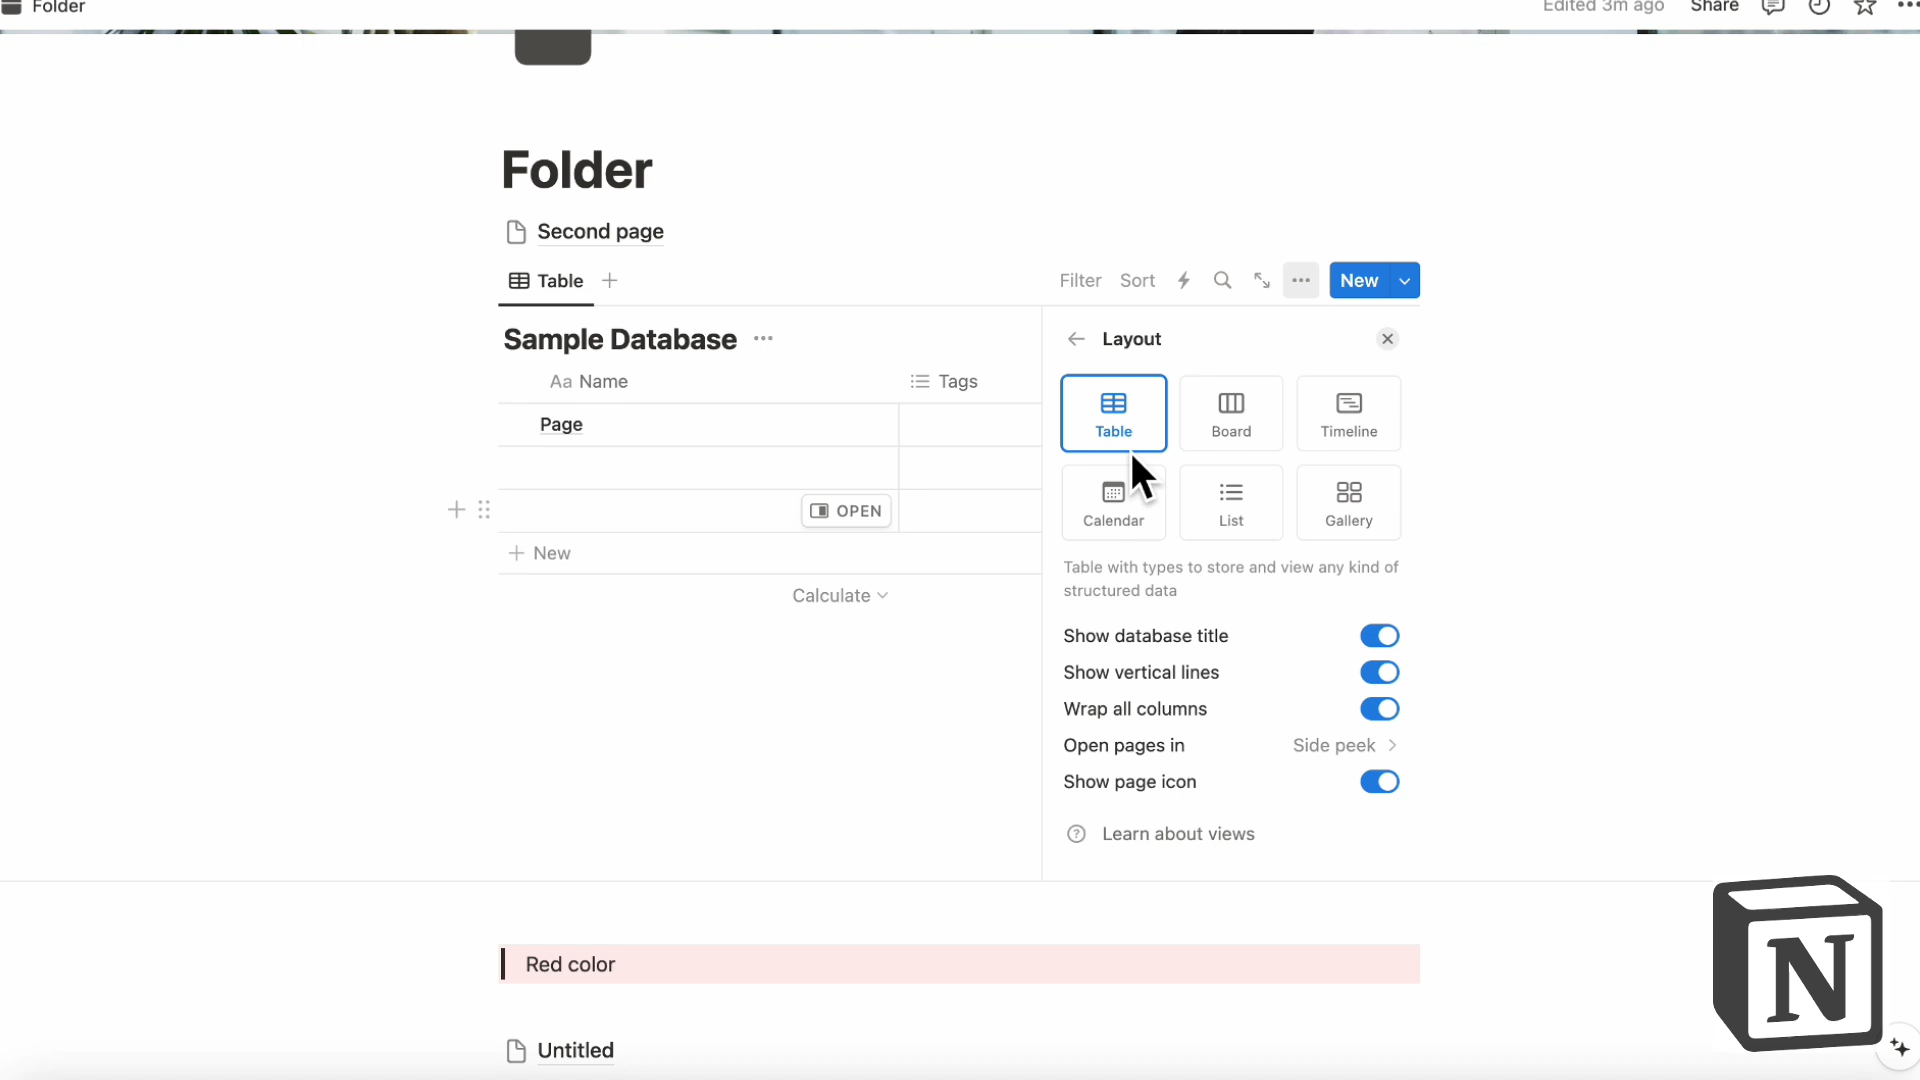 Folder
Edited 3m ago Share
Folder
Second page
Table
Filter Sort New
Sample Database
Layout
Aa Name Tags
Table Board Timeline
Page
Calendar List Gallery
OPEN
New
Table with types to store and view any kind of
structured data
Calculate
Show database title
Show vertical lines
Wrap all columns
Open pages in Side peek
Show page icon
Learn about views
Red color
N
Untitled